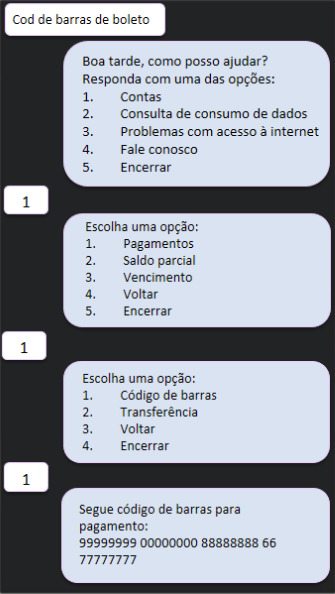 Cod de barras de boleto
Boa tarde, como posso ajudar?
Responda com uma das opções:
1. Contas
2. Consulta de consumo de dados
3. Problemas com acesso à internet
4. Fale conosco
5. Encerrar
1
Escolha uma opção:
1. Pagamentos
2. Saldo parcial
3. Vencimento
4. Voltar
5. Encerrar
1
Escolha uma opção:
1. Código de barras
2. Transferência
3. Voltar
4. Encerrar
1
Segue código de barras para
pagamento:
99999999 00000000 88888888 66
77777777